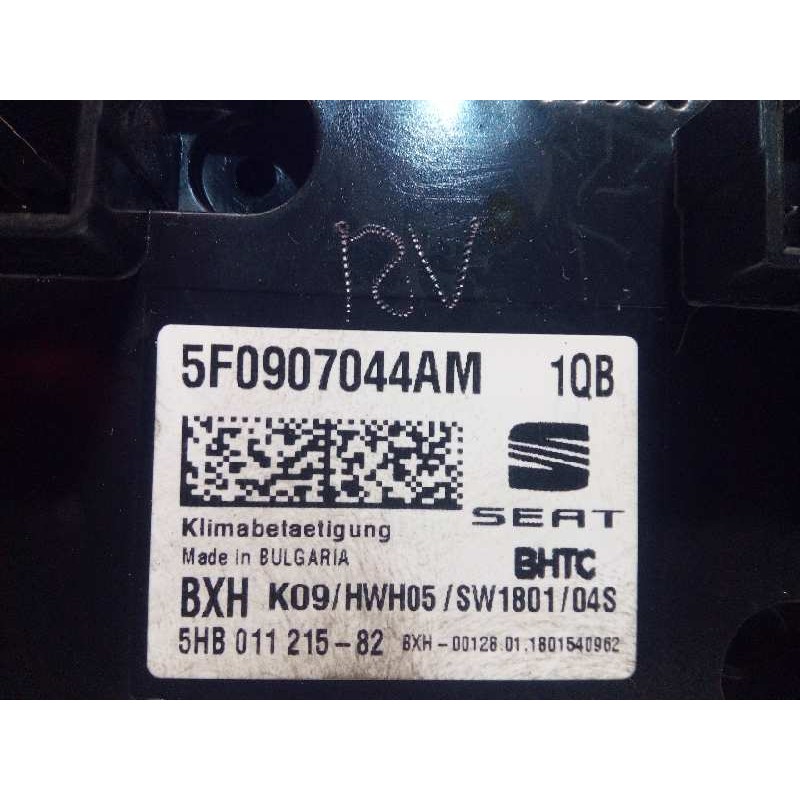 RV
5F0907044AM 1QB
SEAT
Klimabetaetigung
Made in BULGARIA
BHTC
BXH K09/HWH05/SW1801/04S
5HB 011 215-82 BXH-00128.01.1801540962